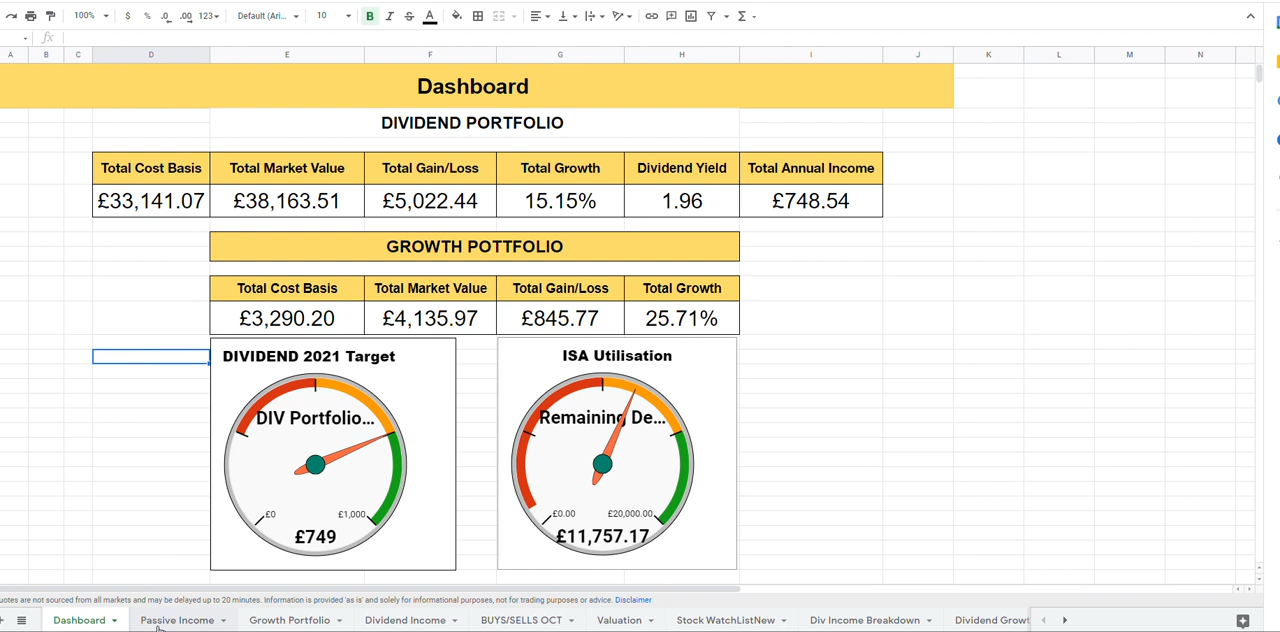 100% £ % .0 .00 123 Default (Ari... 10 B I S A
fx
A B C D E F G H I J K L M N
Dashboard
DIVIDEND PORTFOLIO
Total Cost Basis Total Market Value Total Gain/Loss Total Growth Dividend Yield Total Annual Income
£33,141.07 £38,163.51 £5,022.44 15.15% 1.96 £748.54
GROWTH POTTFOLIO
Total Cost Basis Total Market Value Total Gain/Loss Total Growth
£3,290.20 £4,135.97 £845.77 25.71%
DIVIDEND 2021 Target ISA Utilisation
DIV Portfolio... Remaining De...
£0 £1,000 £0.00 £20,000.00
£749 £11,757.17
uotes are not sourced from all markets and may be delayed up to 20 minutes. Information is provided 'as is' and solely for informational purposes, not for trading purposes or advice. Disclaimer
Dashboard Passive Income Growth Portfolio Dividend Income BUYS/SELLS OCT Valuation Stock WatchListNew Div Income Breakdown Dividend Growt